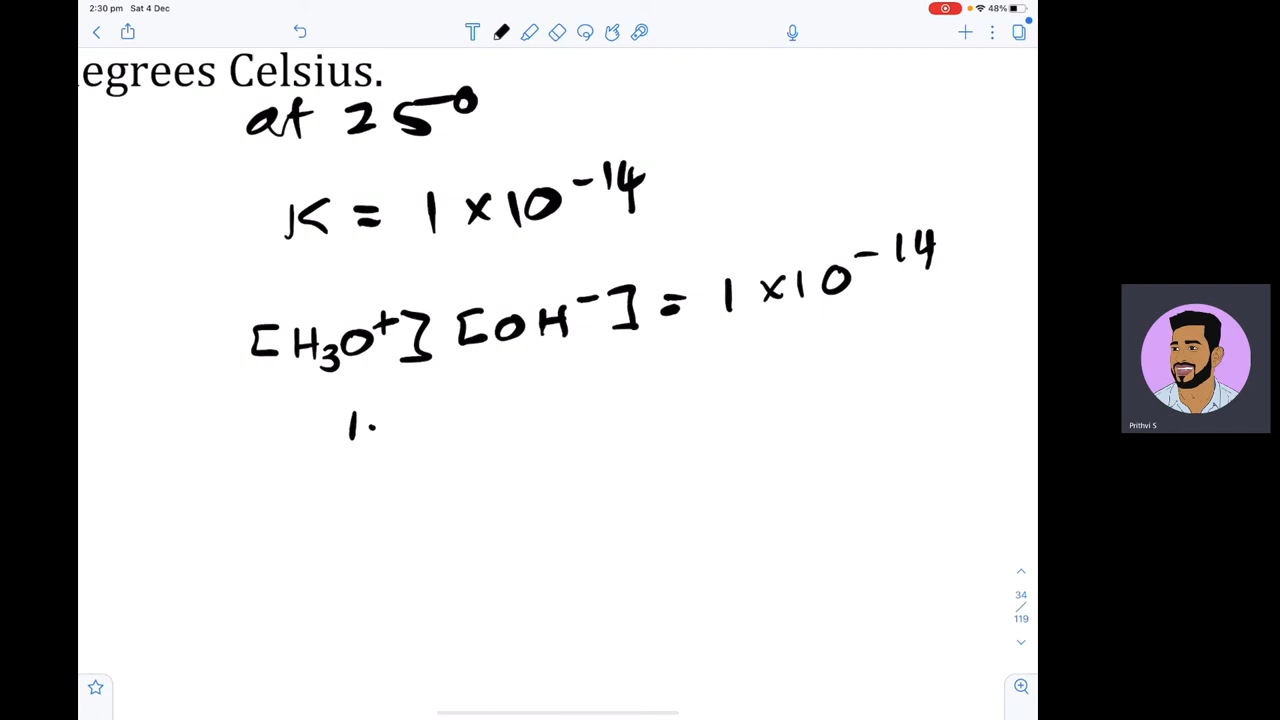 2:30 pm Sat 4 Dec
48%
egrees Celsius.
at 25°
K = 1 × 10⁻¹⁴
[H₃O⁺] [OH⁻] = 1 × 10⁻¹⁴
1.
Prithvi S
34
/
119